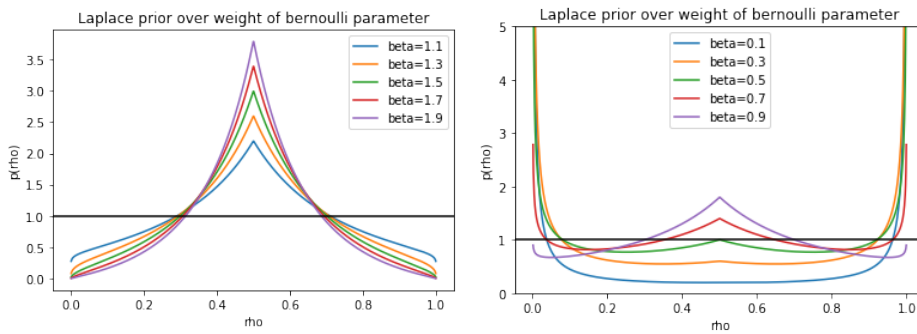 Laplace prior over weight of bernoulli parameter
beta=1.1
beta=1.3
beta=1.5
beta=1.7
beta=1.9
p(rho)
3.5
3.0
2.5
2.0
1.5
1.0
0.5
0.0
0.0 0.2 0.4 0.6 0.8 1.0
rho
Laplace prior over weight of bernoulli parameter
beta=0.1
beta=0.3
beta=0.5
beta=0.7
beta=0.9
p(rho)
5
4
3
2
1
0
0.0 0.2 0.4 0.6 0.8 1.0
rho